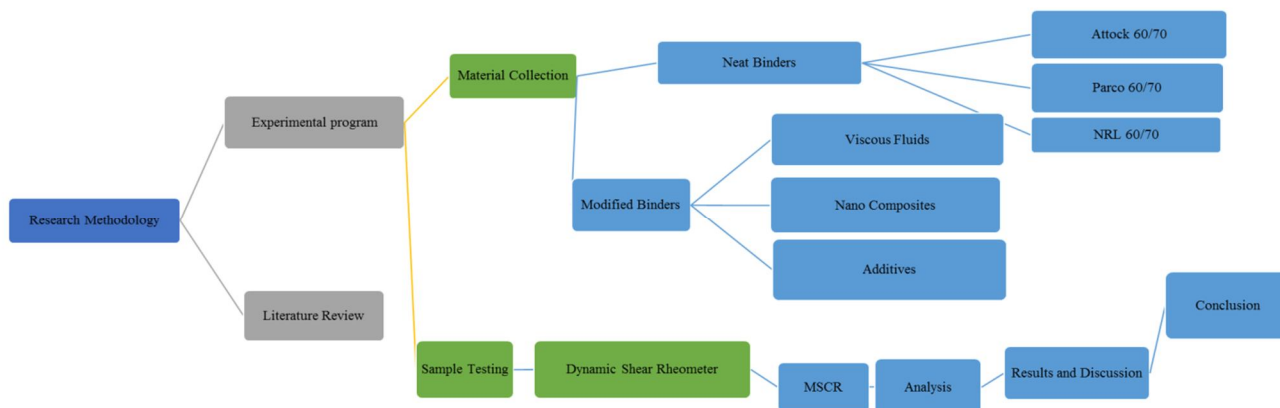 Research Methodology
Experimental program
Literature Review
Material Collection
Sample Testing
Neat Binders
Attock 60/70
Parco 60/70
NRL 60/70
Modified Binders
Viscous Fluids
Nano Composites
Additives
Dynamic Shear Rheometer
MSCR
Analysis
Results and Discussion
Conclusion